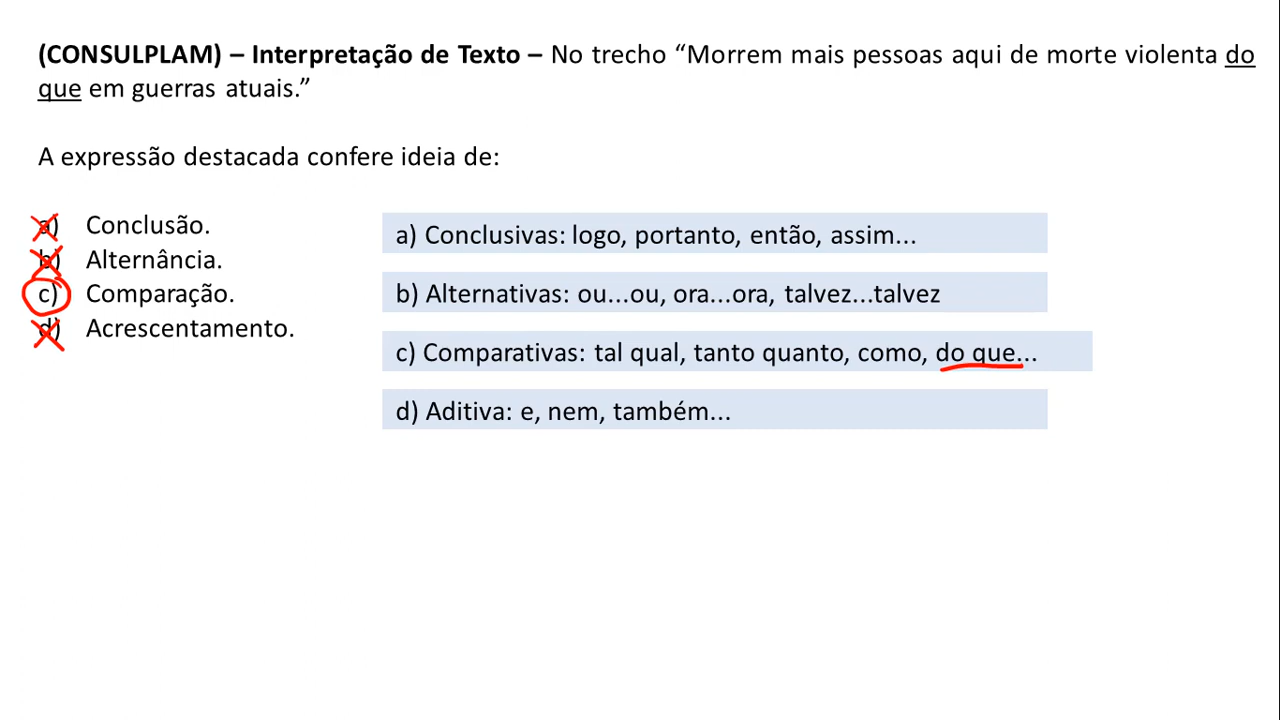 (CONSULPLAM) – Interpretação de Texto – No trecho “Morrem mais pessoas aqui de morte violenta do
que em guerras atuais.”
A expressão destacada confere ideia de:
a) Conclusão.
b) Alternância.
c) Comparação.
d) Acrescentamento.
a) Conclusivas: logo, portanto, então, assim...
b) Alternativas: ou...ou, ora...ora, talvez...talvez
c) Comparativas: tal qual, tanto quanto, como, do que...
d) Aditiva: e, nem, também...